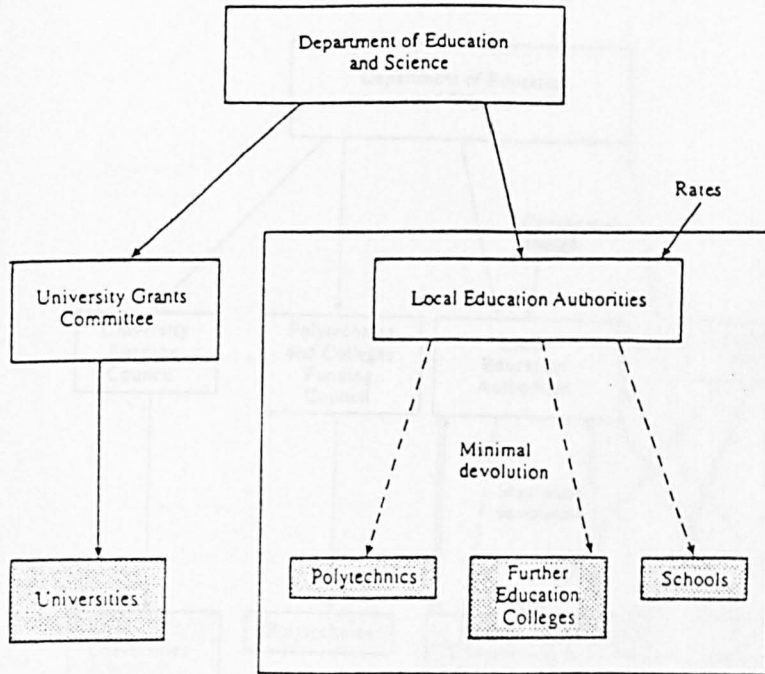 Department of Education
and Science
Rates
University Grants
Committee
Local Education Authorities
Minimal
devolution
Universities
Polytechnics
Further
Education
Colleges
Schools